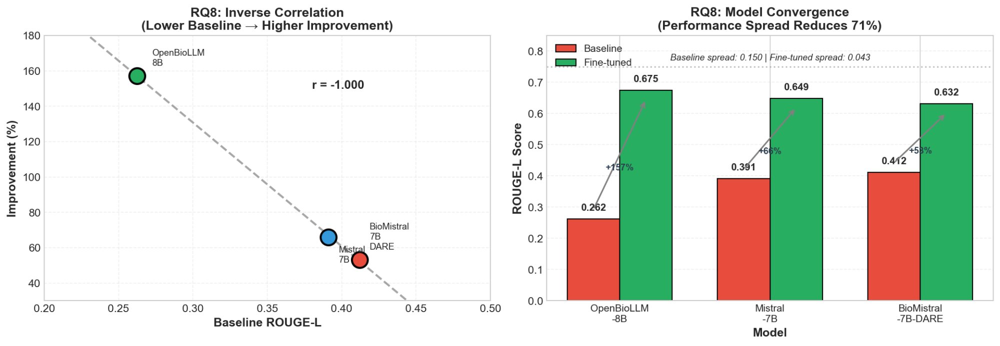 RQ8: Inverse Correlation
(Lower Baseline → Higher Improvement)
Improvement (%)
180
160
140
120
100
80
60
40
OpenBioLLM
8B
r = -1.000
BioMistral
7B
DARE
Mistral
7B
0.20
0.25
0.30
0.35
0.40
0.45
0.50
Baseline ROUGE-L
RQ8: Model Convergence
(Performance Spread Reduces 71%)
ROUGE-L Score
0.8
0.7
0.6
0.5
0.4
0.3
0.2
0.1
0.0
Baseline
Fine-tuned
Baseline spread: 0.150 | Fine-tuned spread: 0.043
0.675
0.649
0.632
+157%
+66%
+53%
0.262
0.391
0.412
OpenBioLLM
-8B
Mistral
-7B
BioMistral
-7B-DARE
Model